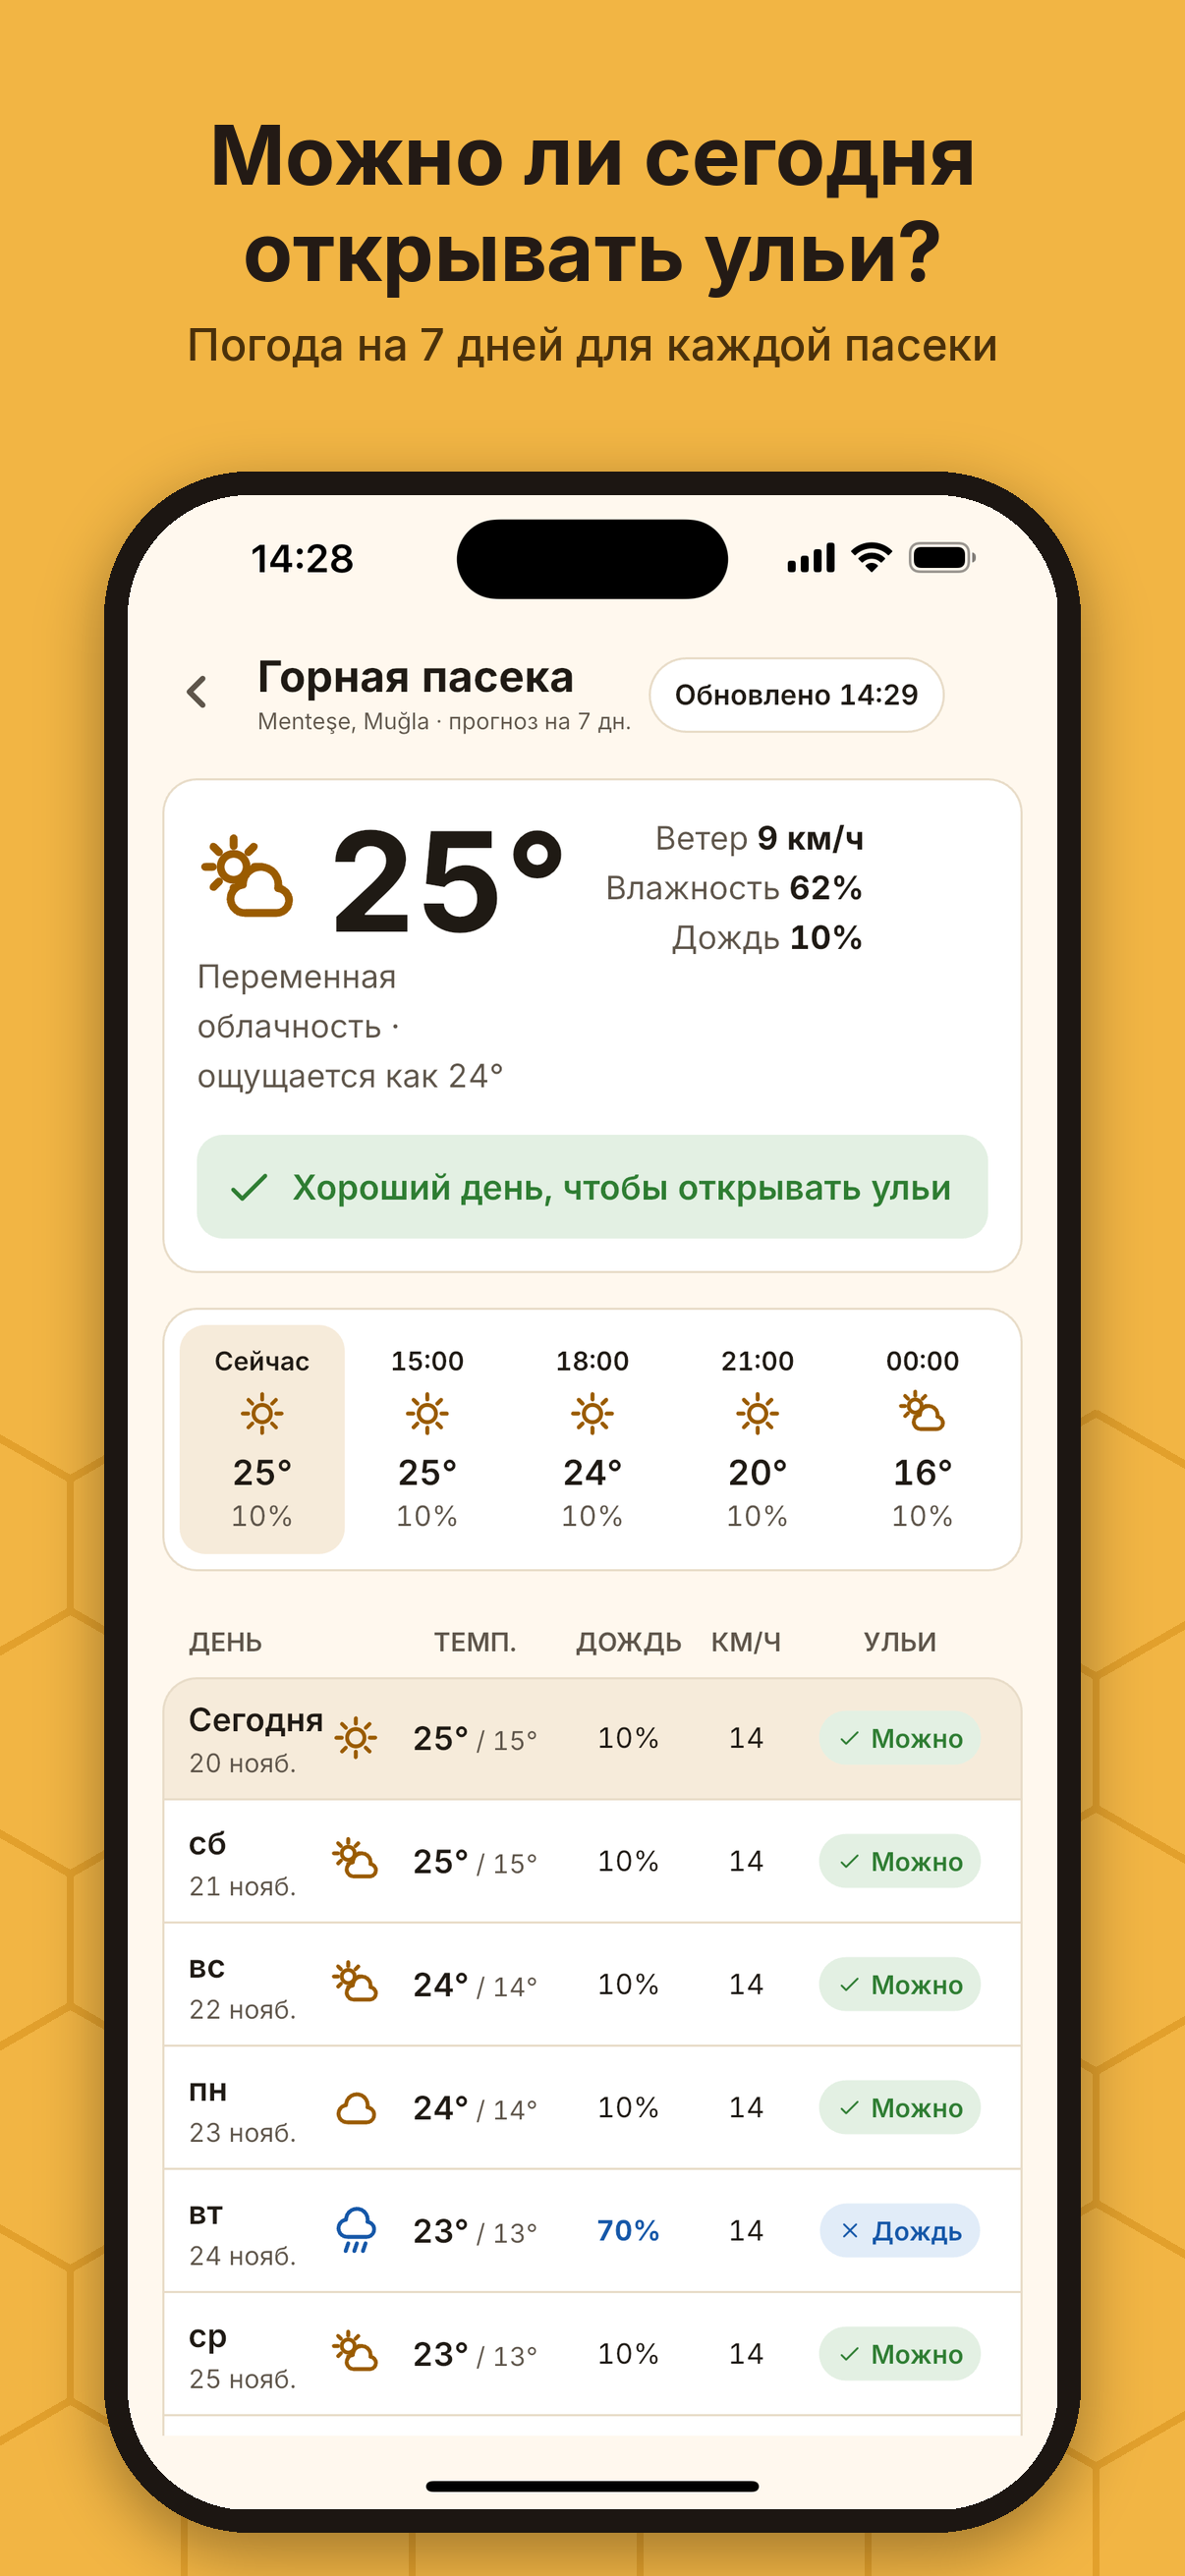 Можно ли сегодня
открывать ульи?
Погода на 7 дней для каждой пасеки
14:28
Горная пасека
Menteşe, Muğla · прогноз на 7 дн.
Обновлено 14:29
25°
Ветер 9 км/ч
Влажность 62%
Дождь 10%
Переменная
облачность ·
ощущается как 24°
Хороший день, чтобы открывать ульи
Сейчас 15:00 18:00 21:00 00:00
25° 25° 24° 20° 16°
10% 10% 10% 10% 10%
ДЕНЬ ТЕМП. ДОЖДЬ КМ/Ч УЛЬИ
Сегодня
20 нояб.
25° / 15° 10% 14 Можно
сб
21 нояб.
25° / 15° 10% 14 Можно
вс
22 нояб.
24° / 14° 10% 14 Можно
пн
23 нояб.
24° / 14° 10% 14 Можно
вт
24 нояб.
23° / 13° 70% 14 Дождь
ср
25 нояб.
23° / 13° 10% 14 Можно